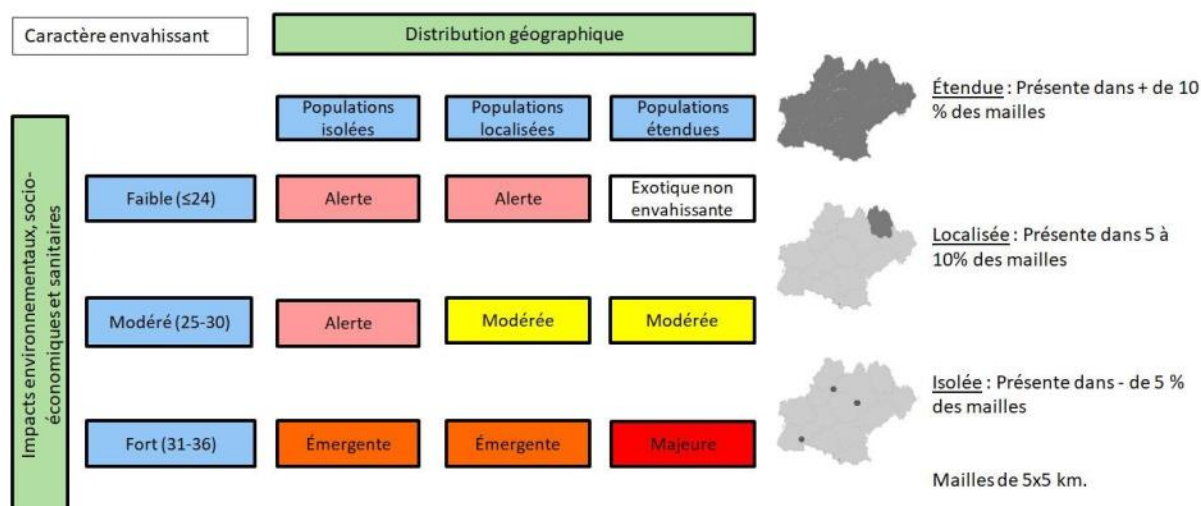 Caractère envahissant
Distribution géographique
Populations
isolées
Populations
localisées
Populations
étendues
Impacts environnementaux, socio-
économiques et sanitaires
Faible (≤24)
Alerte
Alerte
Exotique non
envahissante
Modéré (25-30)
Alerte
Modérée
Modérée
Fort (31-36)
Émergente
Émergente
Majeure
Étendue : Présente dans + de 10
% des mailles
Localisée : Présente dans 5 à
10% des mailles
Isolée : Présente dans - de 5 %
des mailles
Mailles de 5x5 km.